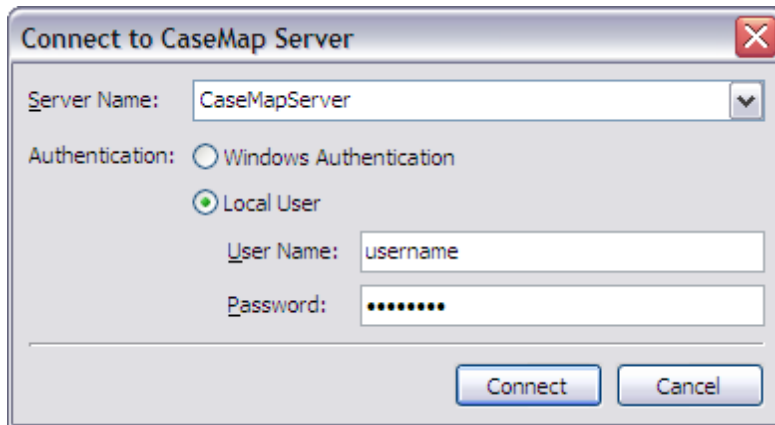 Connect to CaseMap Server
Server Name: CaseMapServer
Authentication: Windows Authentication
Local User
User Name: username
Password: ••••••••
Connect Cancel